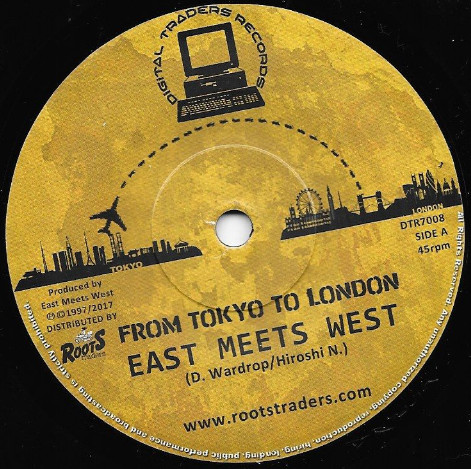 DIGITAL TRADERS RECORDS
TOKYO
LONDON
DTR7008
SIDE A
45rpm
Produced by
East Meets West
℗©1997/2017
DISTRIBUTED BY
ROOTS
traders
FROM TOKYO TO LONDON
EAST MEETS WEST
(D. Wardrop/Hiroshi N.)
www.rootstraders.com
all Rights Reserved. Any unauthorized copying, reproduction, hiring, lending, public performance and broadcasting is strictly prohibited